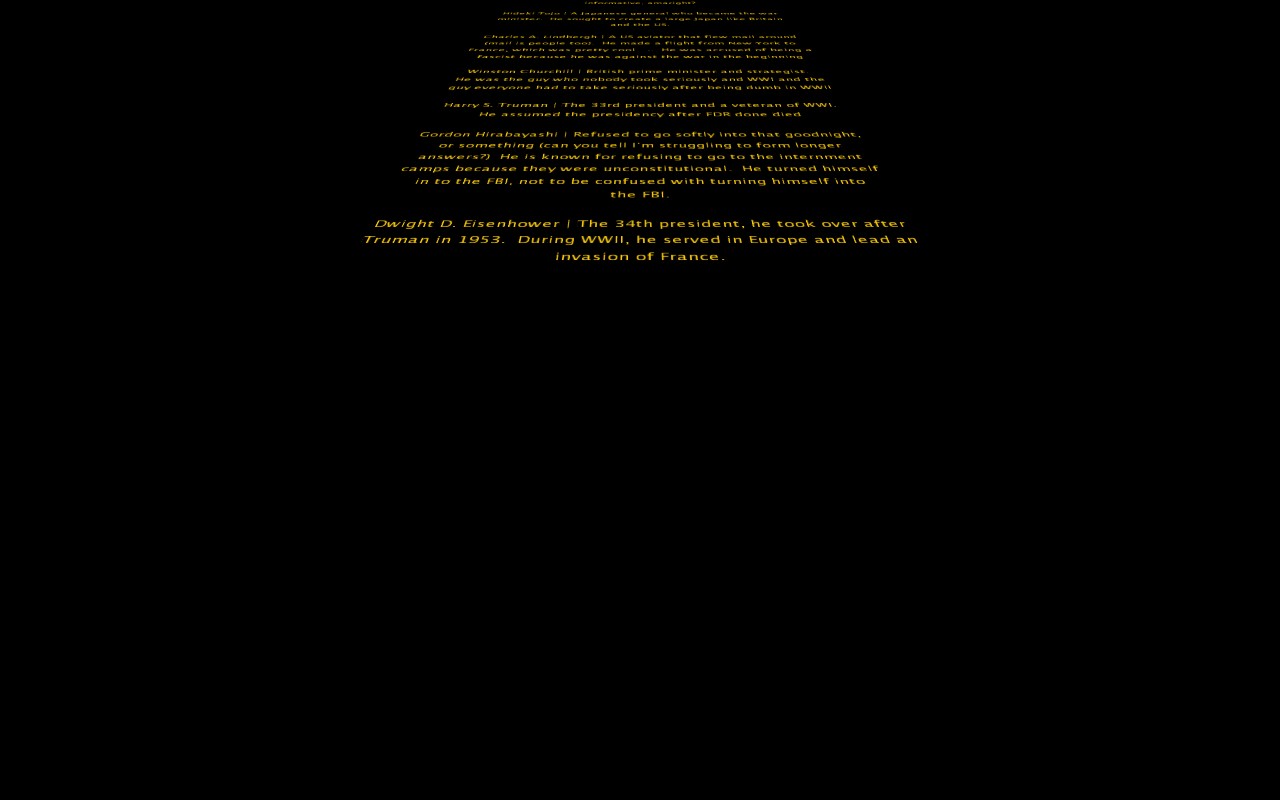 informative, amaright?
Hideki Tojo | A Japanese general who became the war
minister. He sought to create a large Japan like Britain
and the US.
Charles A. Lindbergh | A US aviator that flew mail around
(mail is people too). He made a flight from New York to
France, which was pretty cool . . He was accused of being a
fascist because he was against the war in the beginning
Winston Churchill | British prime minister and strategist
He was the guy who nobody took seriously and WWI and the
guy everyone had to take seriously after being dumb in WWII
Harry S. Truman | The 33rd president and a veteran of WWI.
He assumed the presidency after FDR done died
Gordon Hirabayashi | Refused to go softly into that goodnight,
or something (can you tell I'm struggling to form longer
answers?) He is known for refusing to go to the internment
camps because they were unconstitutional. He turned himself
in to the FBI, not to be confused with turning himself into
the FBI.
Dwight D. Eisenhower | The 34th president, he took over after
Truman in 1953. During WWII, he served in Europe and lead an
invasion of France.